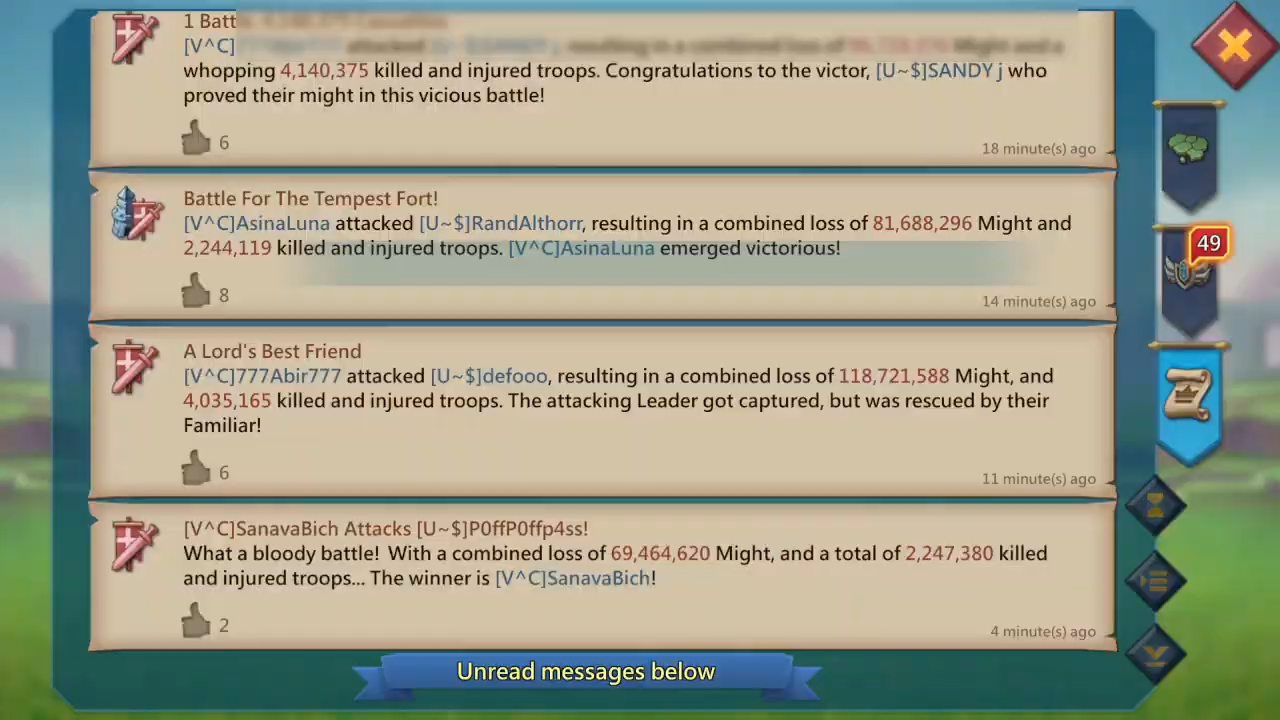 1 Batt
[V^C]
whopping 4,140,375 killed and injured troops. Congratulations to the victor, [U~$]SANDY j who
proved their might in this vicious battle!
6
18 minute(s) ago
Battle For The Tempest Fort!
[V^C]AsinaLuna attacked [U~$]RandAlthorr, resulting in a combined loss of 81,688,296 Might and
2,244,119 killed and injured troops. [V^C]AsinaLuna emerged victorious!
8
14 minute(s) ago
49
A Lord's Best Friend
[V^C]777Abir777 attacked [U~$]defooo, resulting in a combined loss of 118,721,588 Might, and
4,035,165 killed and injured troops. The attacking Leader got captured, but was rescued by their
Familiar!
6
11 minute(s) ago
[V^C]SanavaBich Attacks [U~$]P0ffP0ffp4ss!
What a bloody battle! With a combined loss of 69,464,620 Might, and a total of 2,247,380 killed
and injured troops... The winner is [V^C]SanavaBich!
2
4 minute(s) ago
Unread messages below